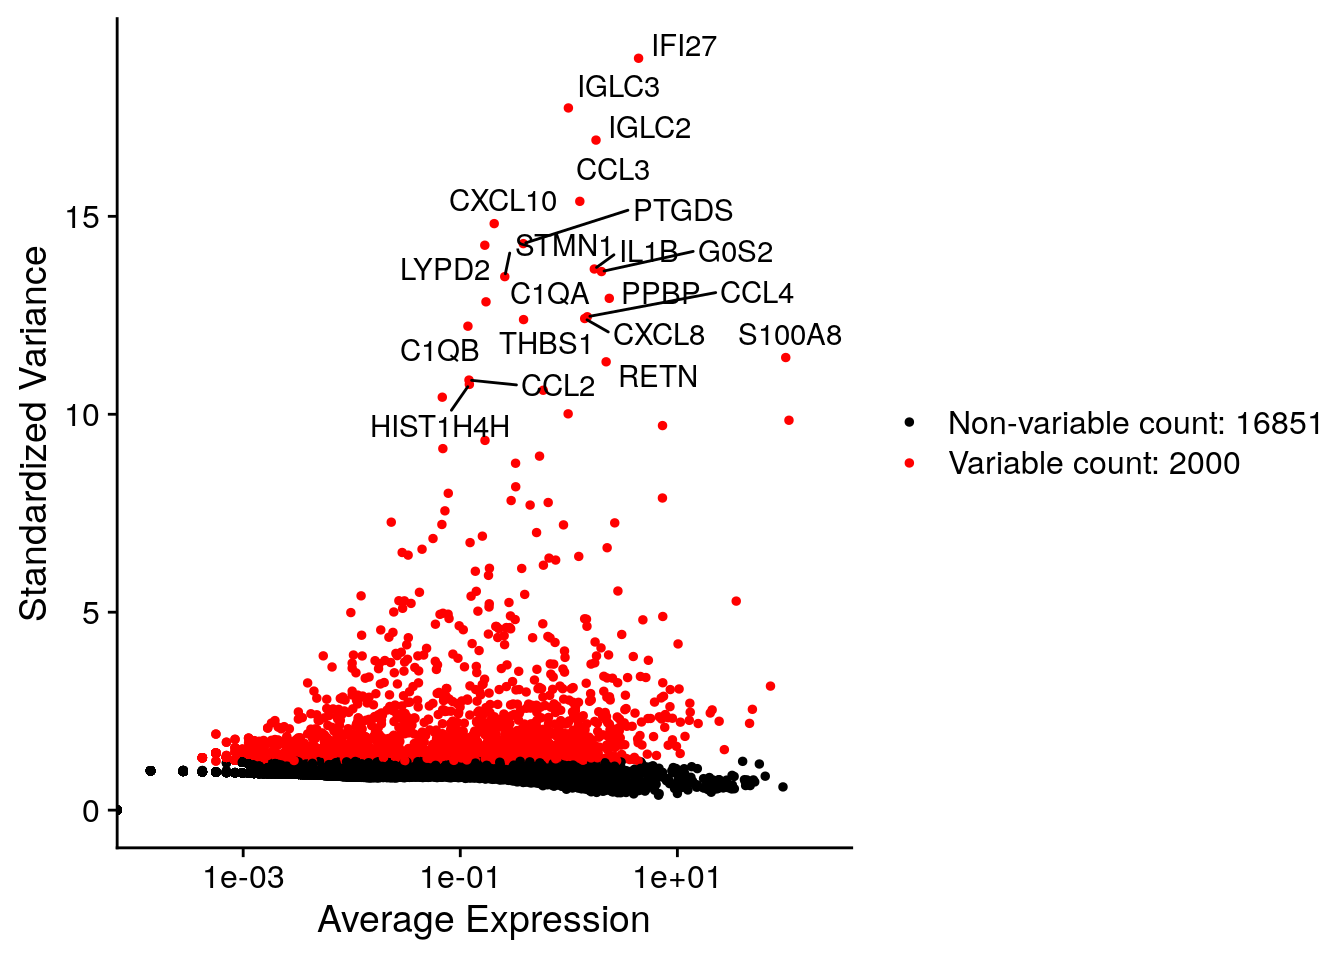 IFI27
IGLC3
IGLC2
CCL3
CXCL10
PTGDS
STMN1
IL1B
G0S2
LYPD2
C1QA
PPBP
CCL4
THBS1
CXCL8
S100A8
C1QB
RETN
CCL2
HIST1H4H
15
10
5
0
Standardized Variance
1e-03
1e-01
1e+01
Average Expression
Non-variable count: 16851
Variable count: 2000